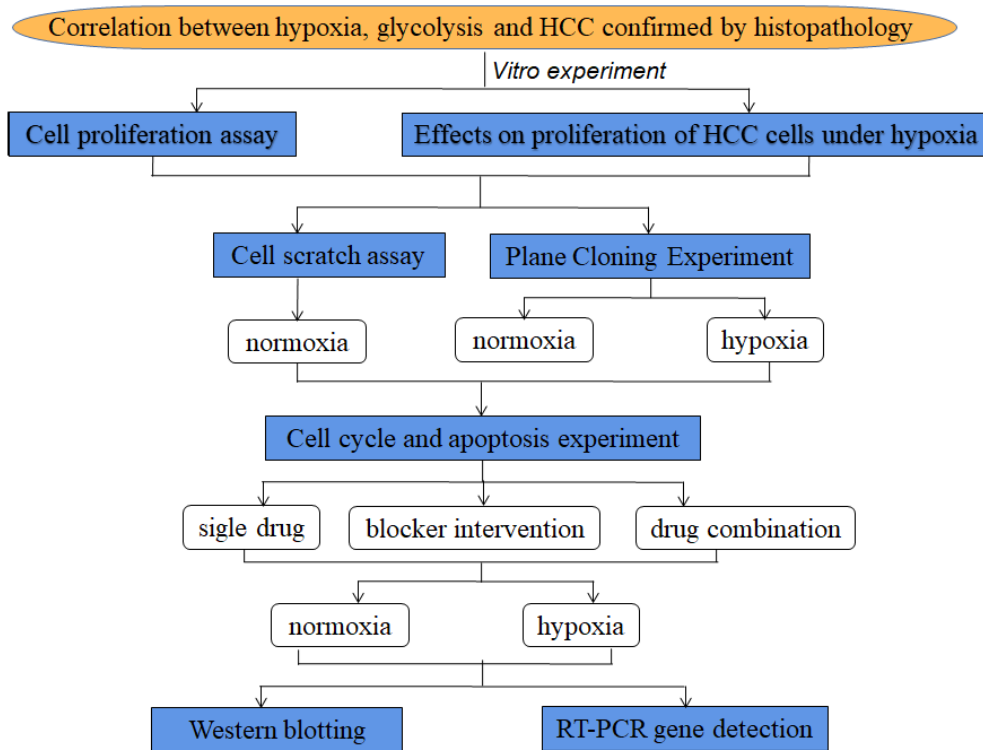 Correlation between hypoxia, glycolysis and HCC confirmed by histopathology
Vitro experiment
Cell proliferation assay
Effects on proliferation of HCC cells under hypoxia
Cell scratch assay
Plane Cloning Experiment
normoxia
normoxia
hypoxia
Cell cycle and apoptosis experiment
sigle drug
blocker intervention
drug combination
normoxia
hypoxia
Western blotting
RT-PCR gene detection